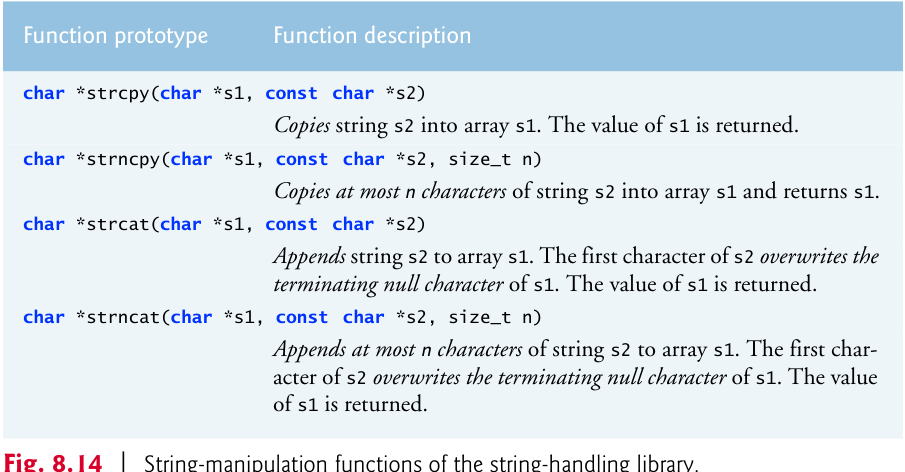 Function prototype Function description
char *strcpy(char *s1, const char *s2)
Copies string s2 into array s1. The value of s1 is returned.
char *strncpy(char *s1, const char *s2, size_t n)
Copies at most n characters of string s2 into array s1 and returns s1.
char *strcat(char *s1, const char *s2)
Appends string s2 to array s1. The first character of s2 overwrites the
terminating null character of s1. The value of s1 is returned.
char *strncat(char *s1, const char *s2, size_t n)
Appends at most n characters of string s2 to array s1. The first char-
acter of s2 overwrites the terminating null character of s1. The value
of s1 is returned.
Fig. 8.14 | String-manipulation functions of the string-handling library.